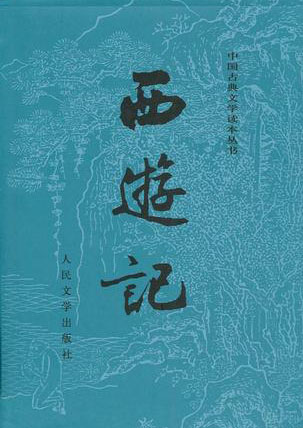 中国古典文学读本丛书
西遊記
人民文学出版社